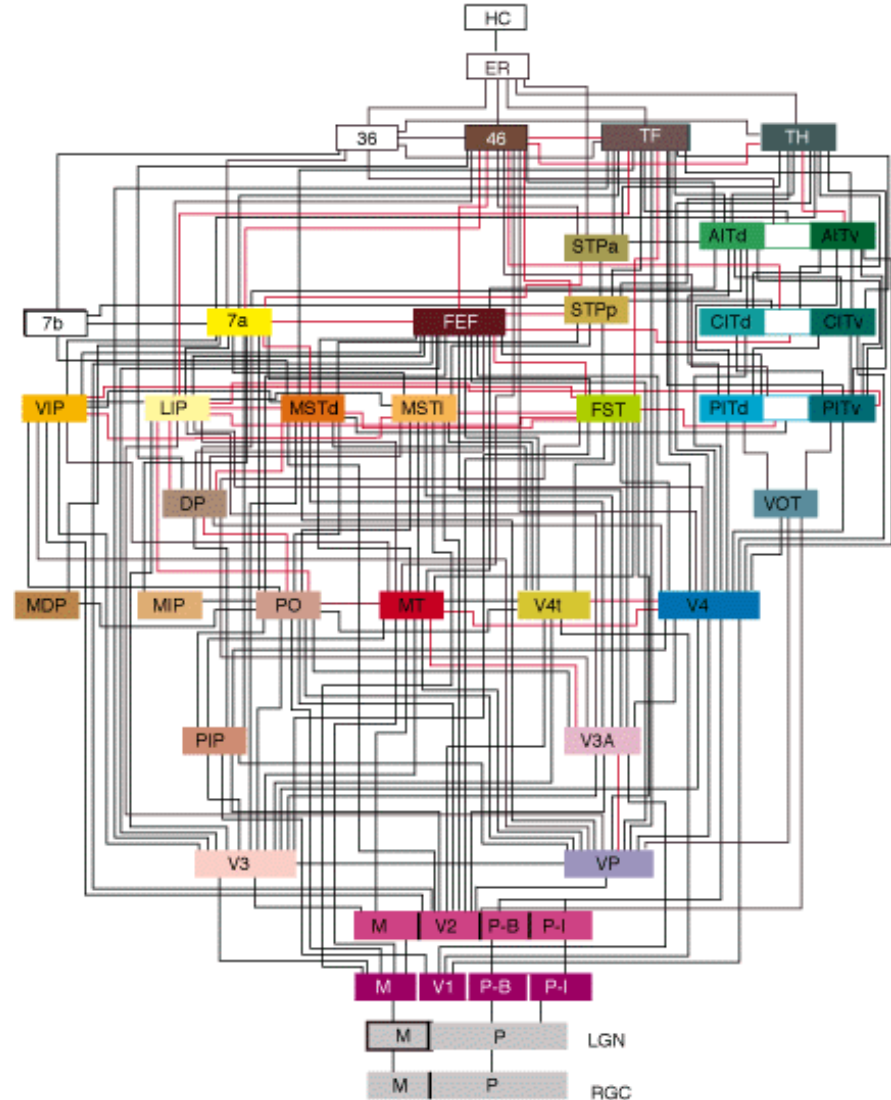 HC
ER
36 46 TF TH
STPa AITd AITv
7b 7a FEF STPp CITd CITv
VIP LIP MSTd MSTl FST PITd PITv
DP VOT
MDP MIP PO MT V4t V4
PIP V3A
V3 VP
M V2 P-B P-I
M V1 P-B P-I
M P LGN
M P RGC